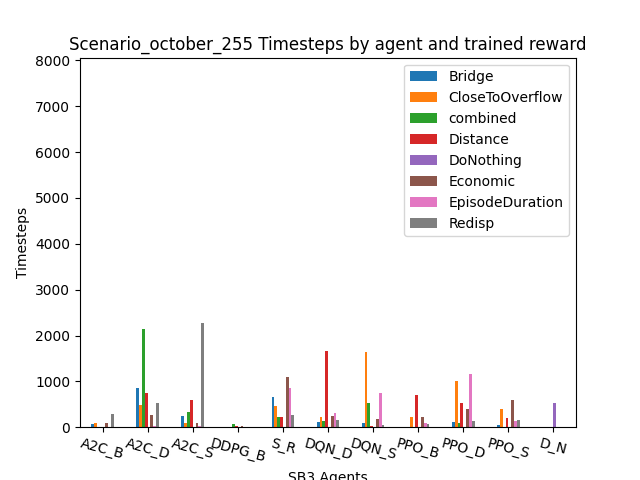 Scenario_october_255 Timesteps by agent and trained reward
Timesteps
8000
7000
6000
5000
4000
3000
2000
1000
0
Bridge
CloseToOverflow
combined
Distance
DoNothing
Economic
EpisodeDuration
Redisp
A2C_B A2C_D A2C_S DDPG_B S_R DQN_D DQN_S PPO_B PPO_D PPO_S D_N
SB3 Agents